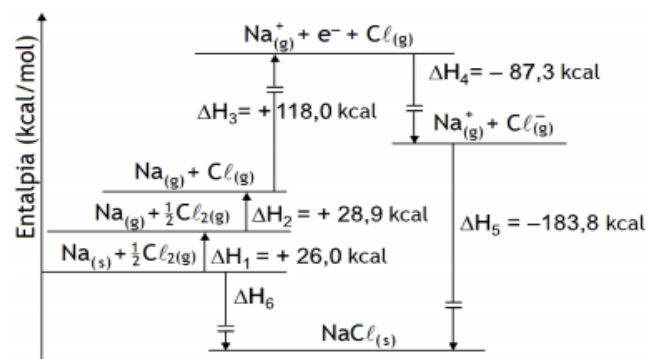 Entalpia (kcal/mol)
Na⁺(g) + e⁻ + Cℓ(g)
ΔH₄= – 87,3 kcal
ΔH₃= + 118,0 kcal
Na⁺(g) + Cℓ⁻(g)
Na(g) + Cℓ(g)
Na(g) + ½Cℓ₂(g)
ΔH₂= + 28,9 kcal
ΔH₅= –183,8 kcal
Na(s) + ½Cℓ₂(g)
ΔH₁= + 26,0 kcal
ΔH₆
NaCℓ(s)